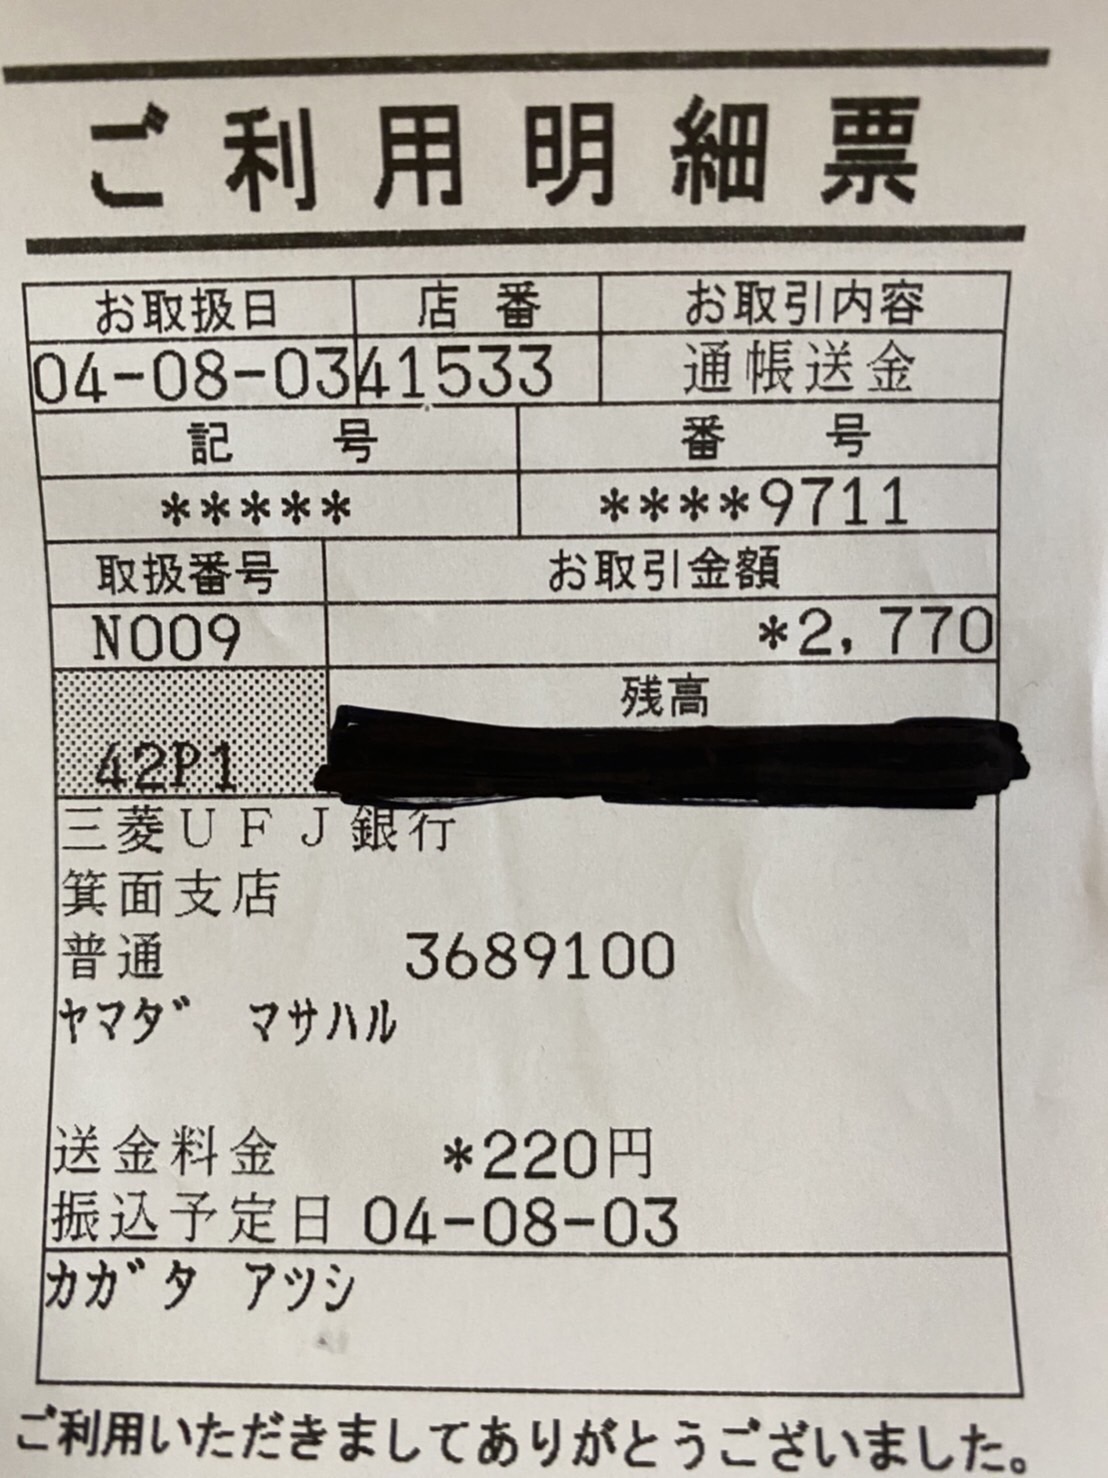 ご利用明細票
お取扱日 店番 お取引内容
04-08-03 41533 通帳送金
記号 番号
***** ****9711
取扱番号 お取引金額
N009 *2,770
残高
42P1
三菱UFJ銀行
箕面支店
普通 3689100
ヤマダ マサハル
送金料金 *220円
振込予定日 04-08-03
カガタ アツシ
ご利用いただきましてありがとうございました。